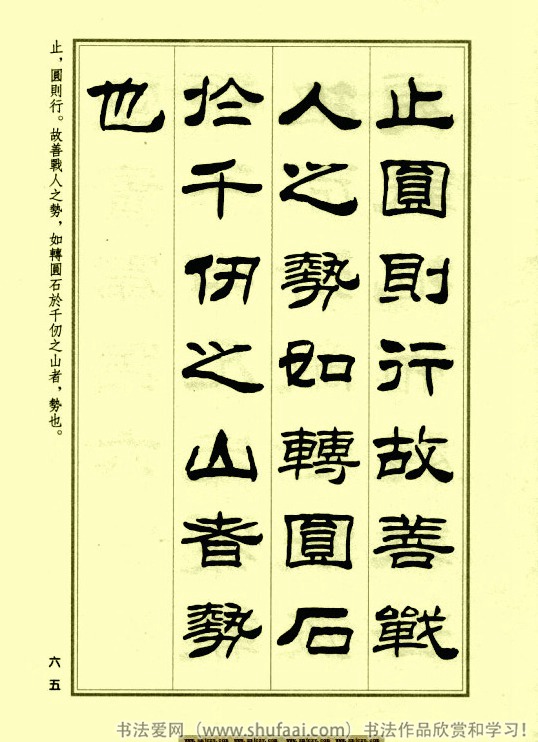 止圓則行故善戰
人之勢如轉圓石
於千仞之山者勢
也
止，圓則行。故善戰人之勢，如轉圓石於千仞之山者，勢也。
六五
书法爱网（www.shufaai.com）书法作品欣赏和学习！